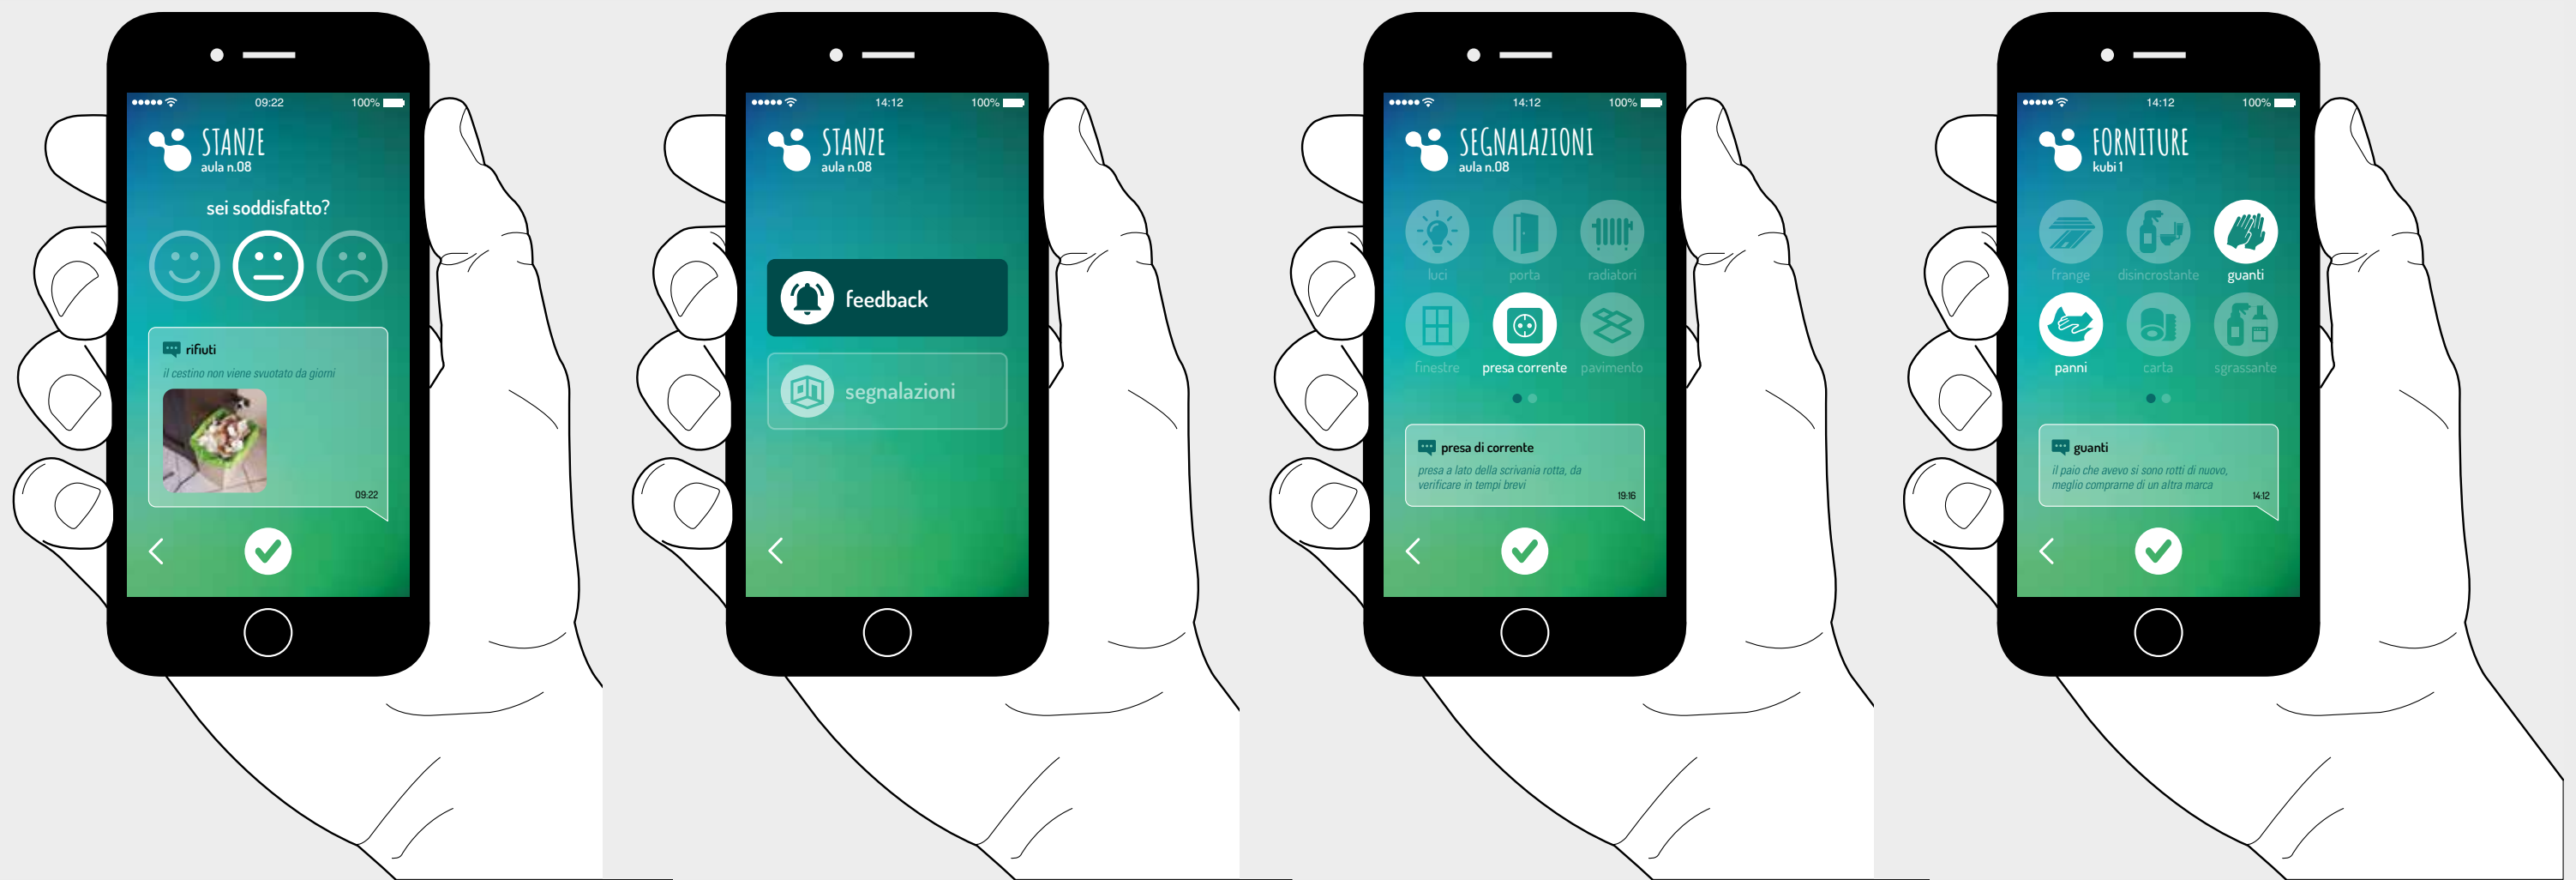 09:22
100%
STANZE
aula n.08
sei soddisfatto?
rifiuti
il cestino non viene svuotato da giorni
09:22
14:12
100%
STANZE
aula n.08
feedback
segnalazioni
14:12
100%
SEGNALAZIONI
aula n.08
luci
porta
radiatori
finestre
presa corrente
pavimento
presa di corrente
presa a lato della scrivania rotta, da
verificare in tempi brevi
19:16
14:12
100%
FORNITURE
kubi 1
frange
disincrostante
guanti
panni
carta
sgrassante
guanti
il paio che avevo si sono rotti di nuovo,
meglio comprarne di un altra marca
14:12